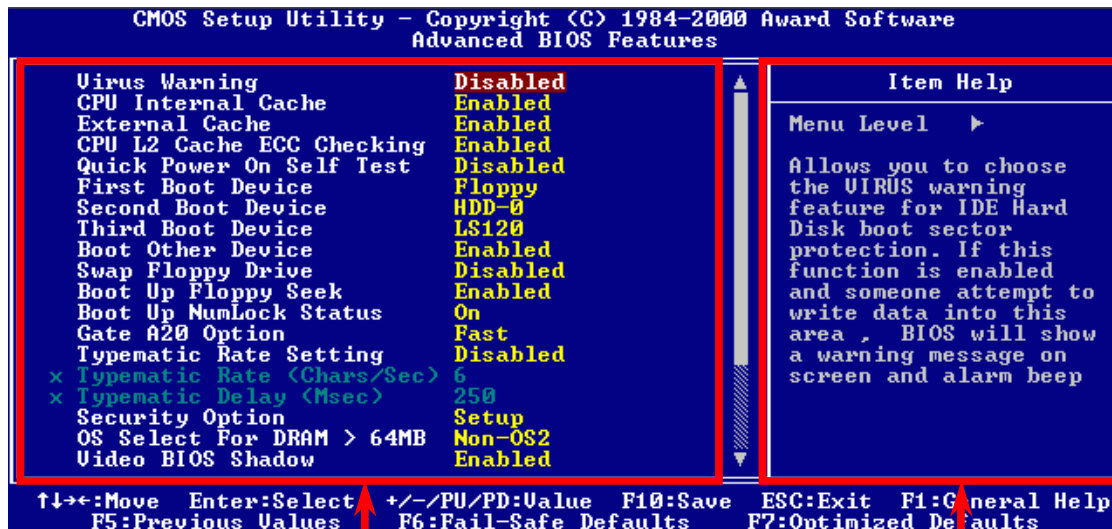 CMOS Setup Utility – Copyright (C) 1984–2000 Award Software
Advanced BIOS Features
Virus Warning Disabled
CPU Internal Cache Enabled
External Cache Enabled
CPU L2 Cache ECC Checking Enabled
Quick Power On Self Test Disabled
First Boot Device Floppy
Second Boot Device HDD-0
Third Boot Device LS120
Boot Other Device Enabled
Swap Floppy Drive Disabled
Boot Up Floppy Seek Enabled
Boot Up NumLock Status On
Gate A20 Option Fast
Typematic Rate Setting Disabled
x Typematic Rate (Chars/Sec) 6
x Typematic Delay (Msec) 250
Security Option Setup
OS Select For DRAM > 64MB Non-OS2
Video BIOS Shadow Enabled
Item Help
Menu Level ►
Allows you to choose
the VIRUS warning
feature for IDE Hard
Disk boot sector
protection. If this
function is enabled
and someone attempt to
write data into this
area , BIOS will show
a warning message on
screen and alarm beep
↑↓→←:Move Enter:Select +/-/PU/PD:Value F10:Save ESC:Exit F1:General Help
F5:Previous Values F6:Fail-Safe Defaults F7:Optimized Defaults